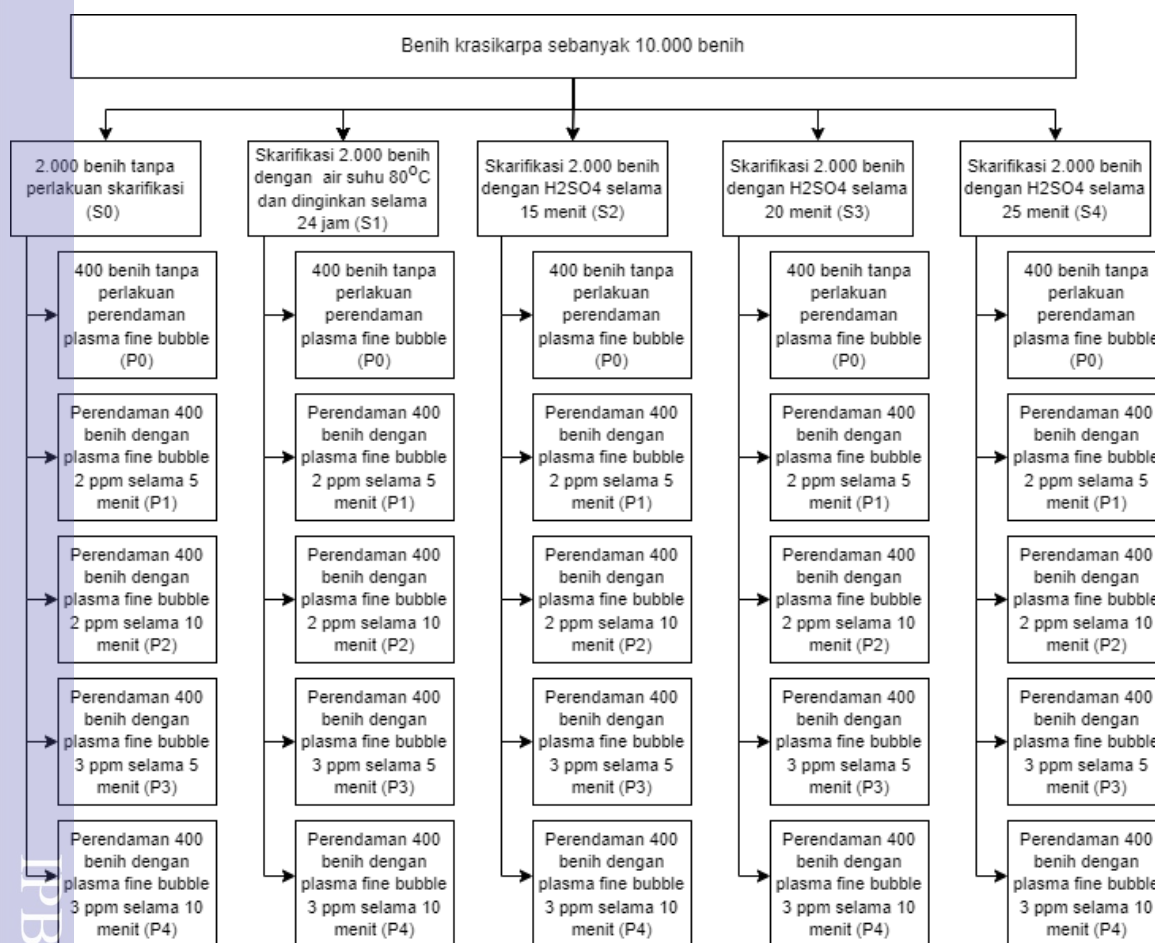 Benih krasikarpa sebanyak 10.000 benih
2.000 benih tanpa
perlakuan skarifikasi
(S0)
Skarifikasi 2.000 benih
dengan air suhu 80⁰C
dan dinginkan selama
24 jam (S1)
Skarifikasi 2.000 benih
dengan H2SO4 selama
15 menit (S2)
Skarifikasi 2.000 benih
dengan H2SO4 selama
20 menit (S3)
Skarifikasi 2.000 benih
dengan H2SO4 selama
25 menit (S4)
400 benih tanpa
perlakuan
perendaman
plasma fine bubble
(P0)
400 benih tanpa
perlakuan
perendaman
plasma fine bubble
(P0)
400 benih tanpa
perlakuan
perendaman
plasma fine bubble
(P0)
400 benih tanpa
perlakuan
perendaman
plasma fine bubble
(P0)
400 benih tanpa
perlakuan
perendaman
plasma fine bubble
(P0)
Perendaman 400
benih dengan
plasma fine bubble
2 ppm selama 5
menit (P1)
Perendaman 400
benih dengan
plasma fine bubble
2 ppm selama 5
menit (P1)
Perendaman 400
benih dengan
plasma fine bubble
2 ppm selama 5
menit (P1)
Perendaman 400
benih dengan
plasma fine bubble
2 ppm selama 5
menit (P1)
Perendaman 400
benih dengan
plasma fine bubble
2 ppm selama 5
menit (P1)
Perendaman 400
benih dengan
plasma fine bubble
2 ppm selama 10
menit (P2)
Perendaman 400
benih dengan
plasma fine bubble
2 ppm selama 10
menit (P2)
Perendaman 400
benih dengan
plasma fine bubble
2 ppm selama 10
menit (P2)
Perendaman 400
benih dengan
plasma fine bubble
2 ppm selama 10
menit (P2)
Perendaman 400
benih dengan
plasma fine bubble
2 ppm selama 10
menit (P2)
Perendaman 400
benih dengan
plasma fine bubble
3 ppm selama 5
menit (P3)
Perendaman 400
benih dengan
plasma fine bubble
3 ppm selama 5
menit (P3)
Perendaman 400
benih dengan
plasma fine bubble
3 ppm selama 5
menit (P3)
Perendaman 400
benih dengan
plasma fine bubble
3 ppm selama 5
menit (P3)
Perendaman 400
benih dengan
plasma fine bubble
3 ppm selama 5
menit (P3)
Perendaman 400
benih dengan
plasma fine bubble
3 ppm selama 10
menit (P4)
Perendaman 400
benih dengan
plasma fine bubble
3 ppm selama 10
menit (P4)
Perendaman 400
benih dengan
plasma fine bubble
3 ppm selama 10
menit (P4)
Perendaman 400
benih dengan
plasma fine bubble
3 ppm selama 10
menit (P4)
Perendaman 400
benih dengan
plasma fine bubble
3 ppm selama 10
menit (P4)
IPB